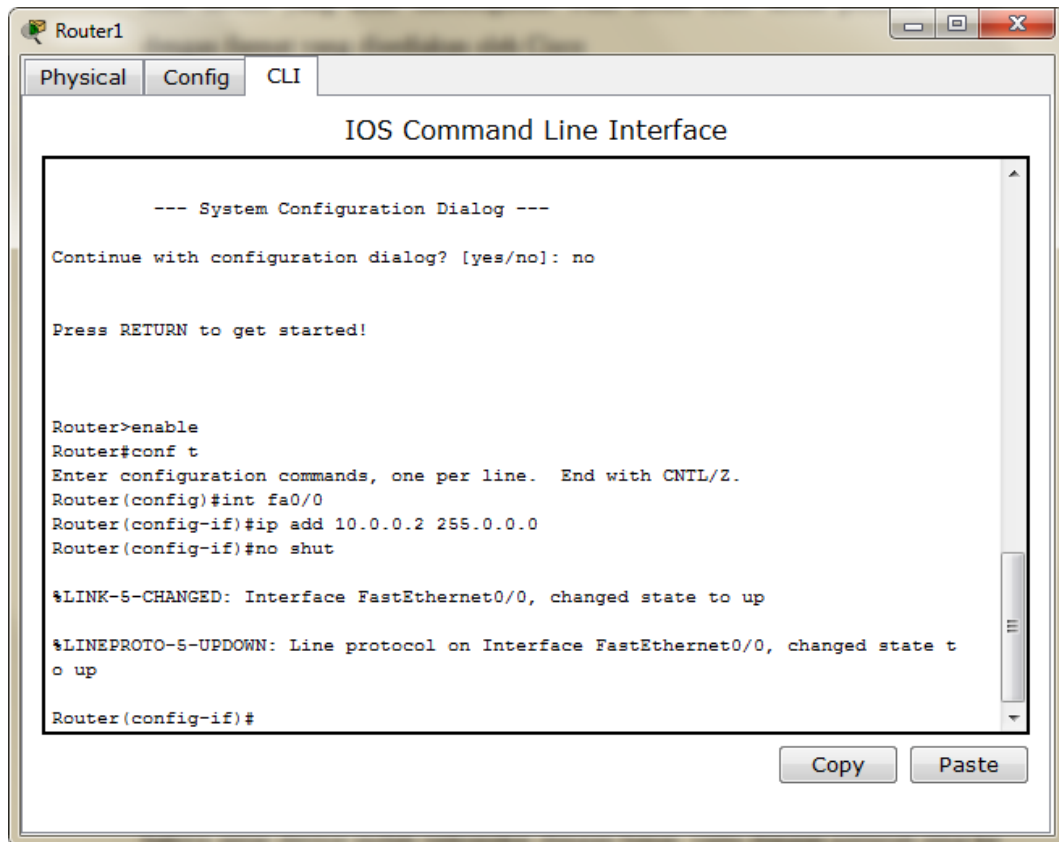 Router1
Physical
Config
CLI
IOS Command Line Interface
--- System Configuration Dialog ---
Continue with configuration dialog? [yes/no]: no
Press RETURN to get started!
Router>enable
Router#conf t
Enter configuration commands, one per line.  End with CNTL/Z.
Router(config)#int fa0/0
Router(config-if)#ip add 10.0.0.2 255.0.0.0
Router(config-if)#no shut
%LINK-5-CHANGED: Interface FastEthernet0/0, changed state to up
%LINEPROTO-5-UPDOWN: Line protocol on Interface FastEthernet0/0, changed state t
o up
Router(config-if)#
Copy
Paste